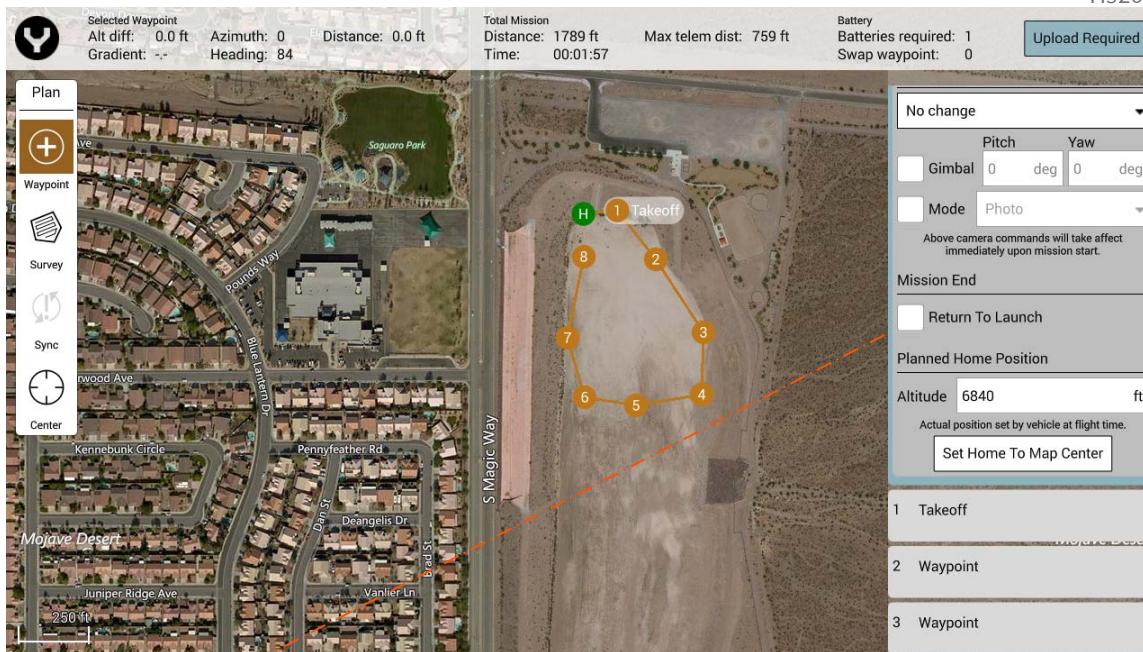 H520
Selected Waypoint
Alt diff: 0.0 ft Azimuth: 0 Distance: 0.0 ft
Gradient: -.- Heading: 84
Total Mission
Distance: 1789 ft Max telem dist: 759 ft
Time: 00:01:57
Battery
Batteries required: 1
Swap waypoint: 0
Upload Required
Plan
Waypoint
Survey
Sync
Center
Ave
Saguaro Park
Pounds Way
Blue Lantern Dr
rwood Ave
Kennebunk Circle
Pennyfeather Rd
S Magic Way
Dan St
Deangelis Dr
Brad St
Mojave Desert
Juniper Ridge Ave
Vanlier Ln
250 ft
H
1 Takeoff
2
3
4
5
6
7
8
No change
Pitch Yaw
Gimbal 0 deg 0 deg
Mode Photo
Above camera commands will take affect
immediately upon mission start.
Mission End
Return To Launch
Planned Home Position
Altitude 6840 ft
Actual position set by vehicle at flight time.
Set Home To Map Center
1 Takeoff
2 Waypoint
3 Waypoint